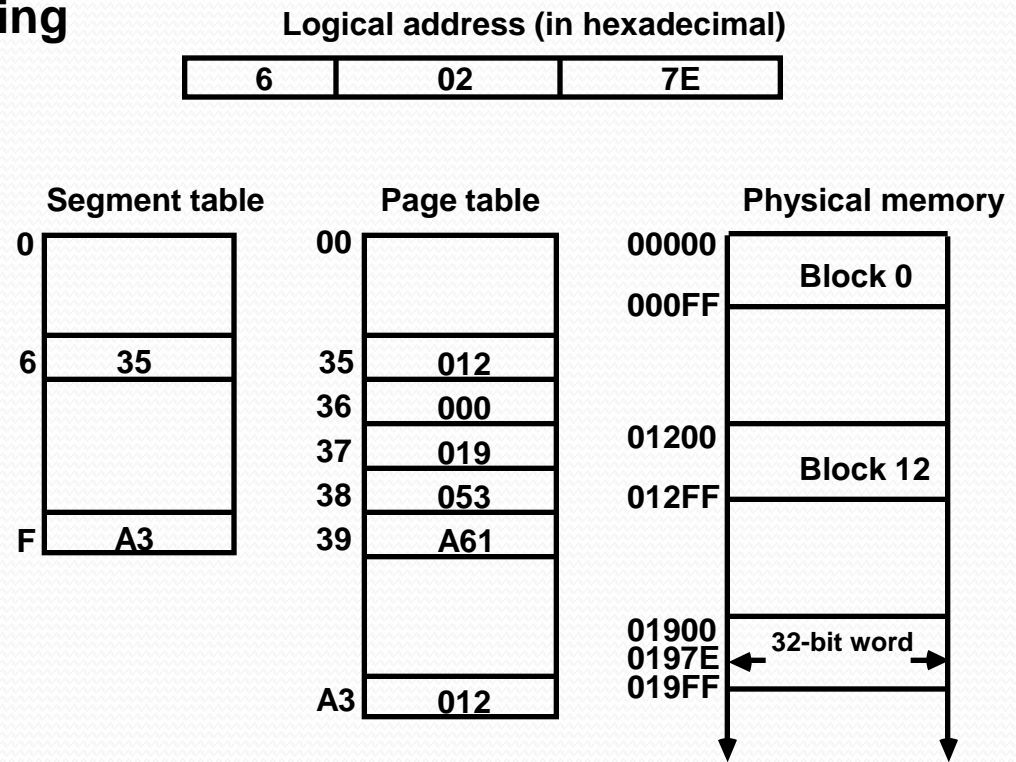 ing
Logical address (in hexadecimal)
6 02 7E
Segment table
0
6 35
F A3
Page table
00
35 012
36 000
37 019
38 053
39 A61
A3 012
Physical memory
00000
Block 0
000FF
01200
Block 12
012FF
01900
32-bit word
0197E
019FF